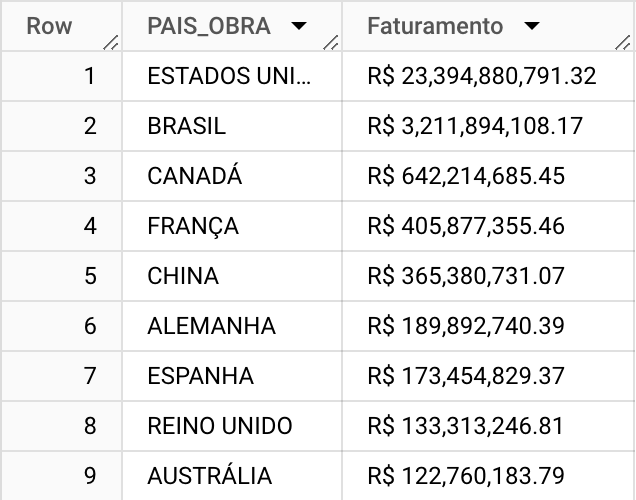 Row PAIS_OBRA Faturamento
1 ESTADOS UNI... R$ 23,394,880,791.32
2 BRASIL R$ 3,211,894,108.17
3 CANADÁ R$ 642,214,685.45
4 FRANÇA R$ 405,877,355.46
5 CHINA R$ 365,380,731.07
6 ALEMANHA R$ 189,892,740.39
7 ESPANHA R$ 173,454,829.37
8 REINO UNIDO R$ 133,313,246.81
9 AUSTRÁLIA R$ 122,760,183.79